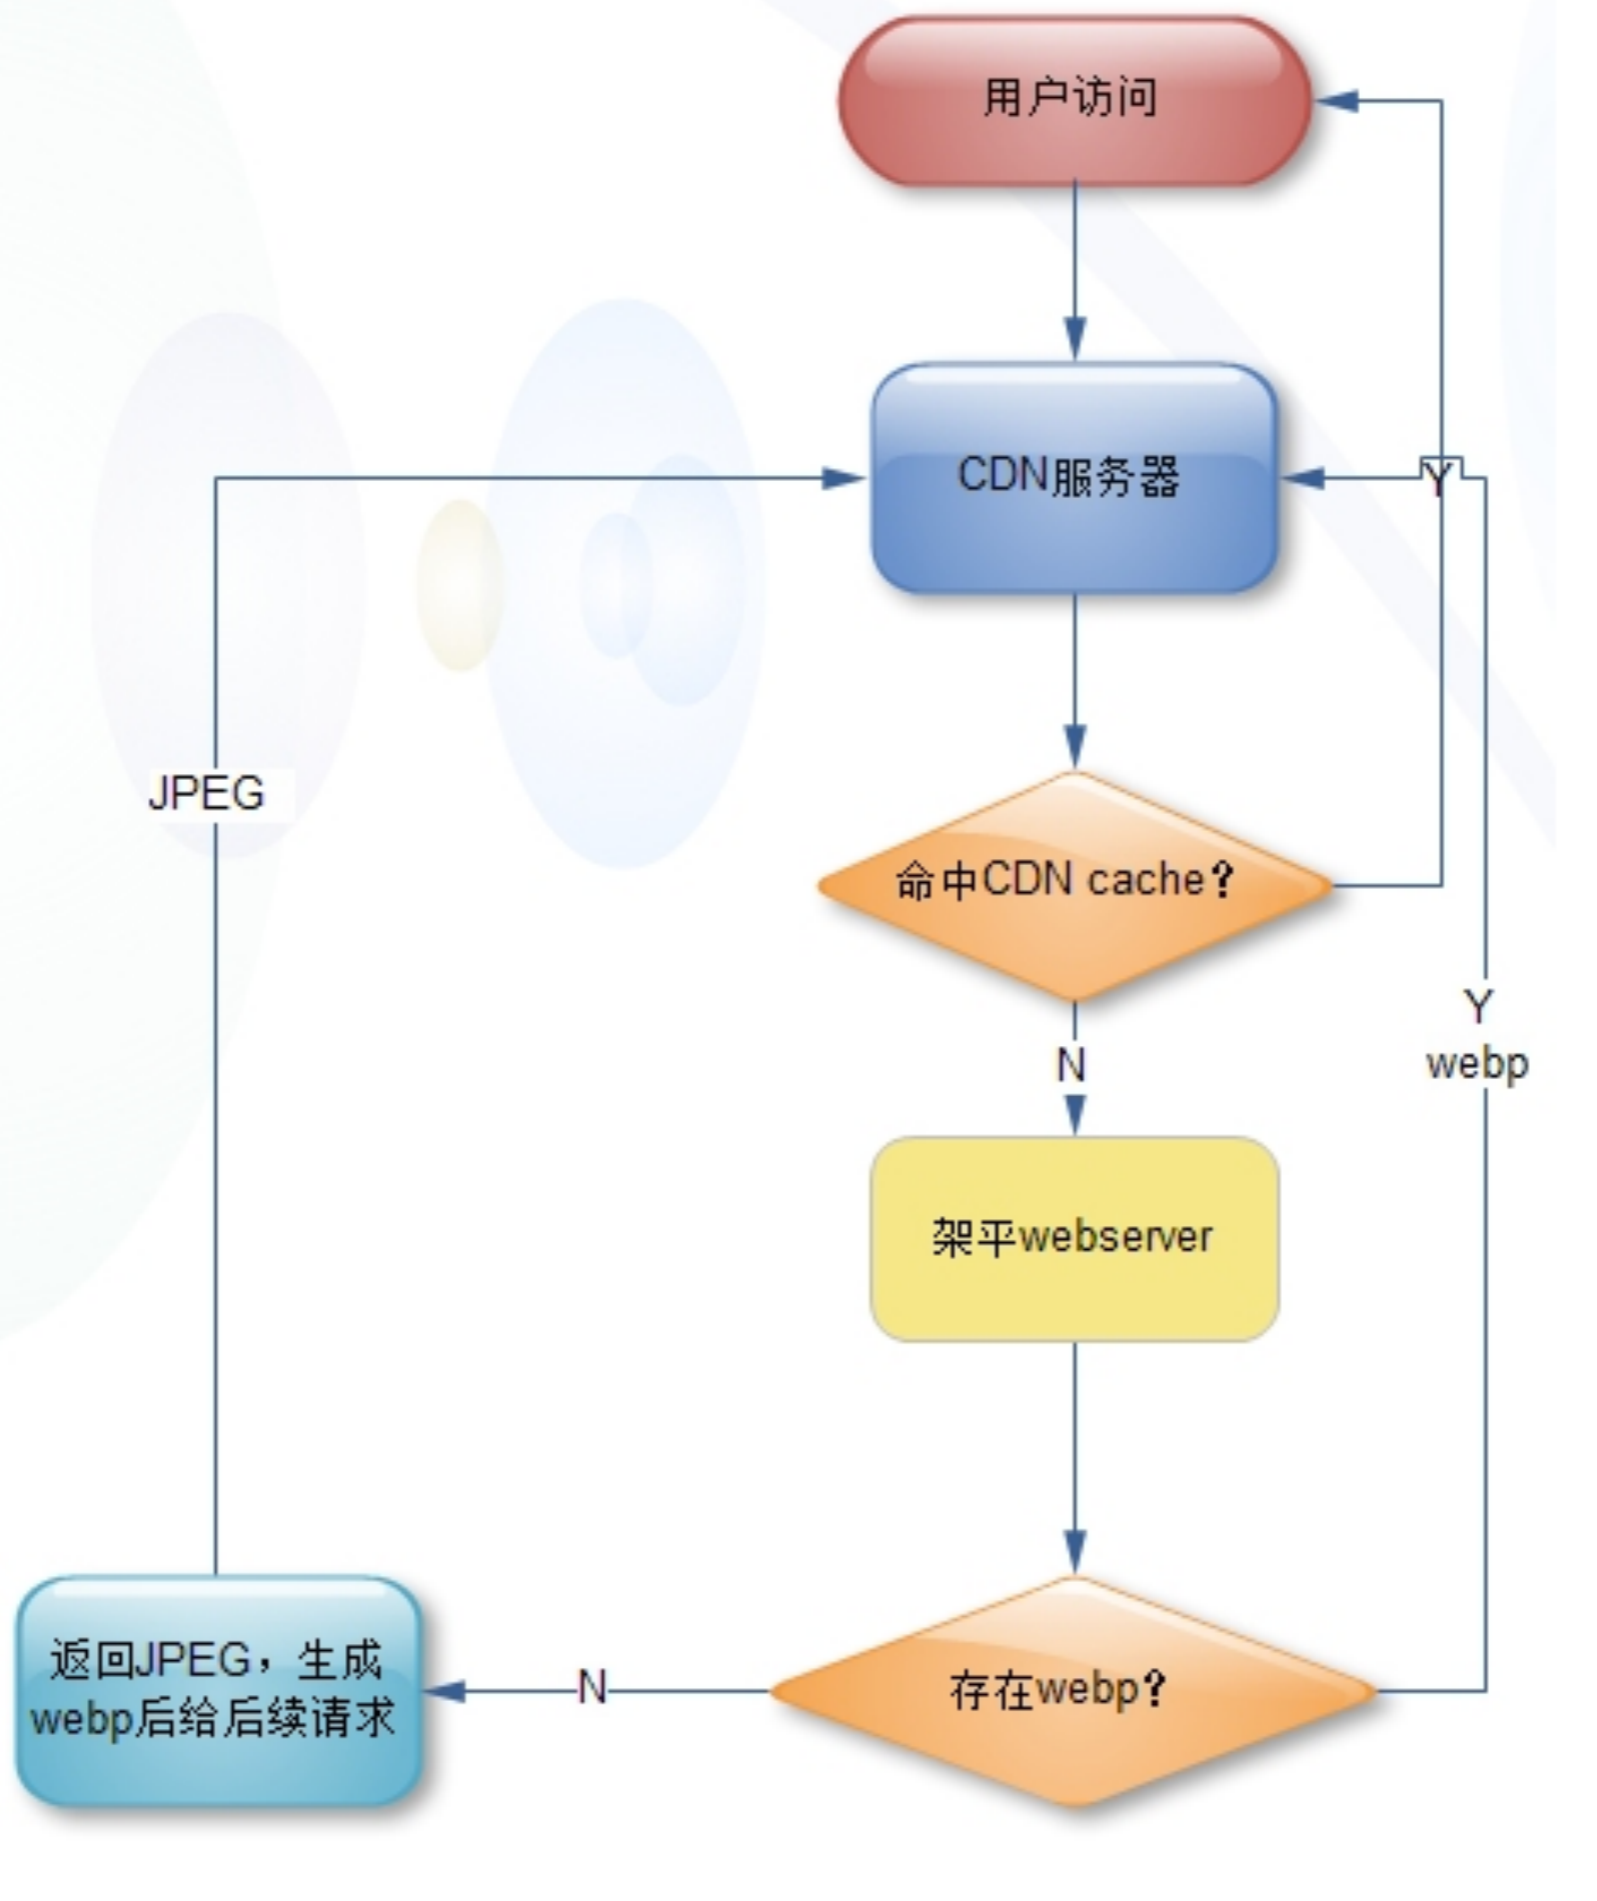 用户访问
CDN服务器
Y
JPEG
命中CDN cache？
Y
webp
N
架平webserver
返回JPEG，生成
webp后给后续请求
N
存在webp？